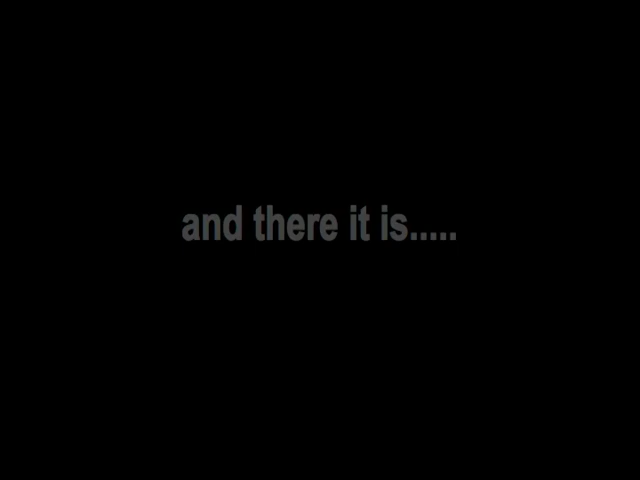 and there it is.....